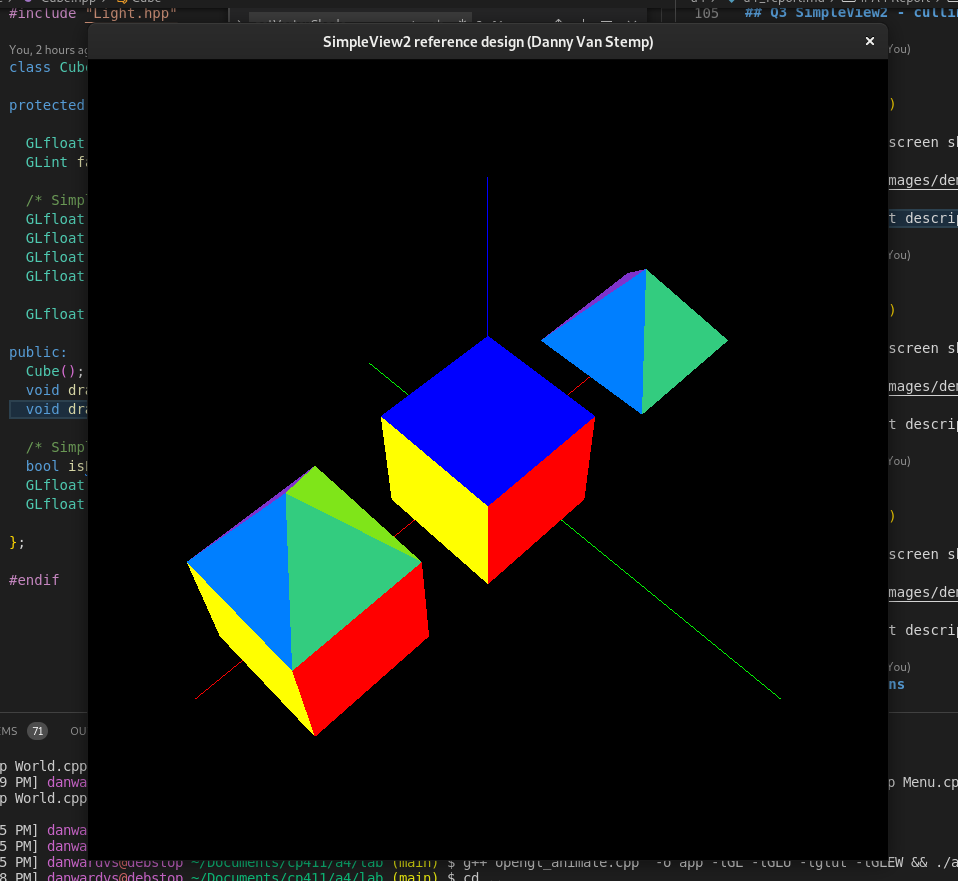 #include "Light.hpp"
105 ## Q3 SimpleView2 - culli
SimpleView2 reference design (Danny Van Stemp)
You, 2 hours ag
You)
class Cube
protected
)
GLfloat
screen sh
GLint fa
mages/dem
/* Simp
GLfloat
t descrip
GLfloat
GLfloat
You)
GLfloat
GLfloat
)
public:
screen sh
Cube();
void dra
mages/dem
void dra
t descrip
/* Simp
You)
bool is
GLfloat
GLfloat
)
};
screen sh
#endif
mages/dem
t descrip
You)
ns
EMS 71 OU
p World.cpp
9 PM] danwa
p Menu.cp
p World.cpp
5 PM] danwa
5 PM] danwa
5 PM] danwardvs@debstop ~/Documents/cp411/a4/lab (main) $ g++ opengl_animate.cpp -o app -lGL -lGLU -lglut -lGLEW && ./a
8 PM] danwardvs@debstop ~/Documents/cp411/a4/lab (main) $ cd